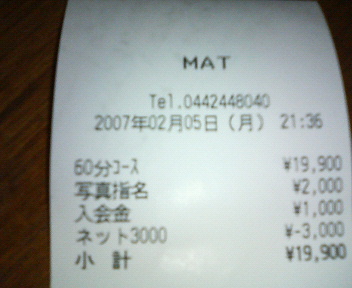 MAT
Tel.0442448040
2007年02月05日(月) 21:36
60分ｺｰｽ ¥19,900
写真指名 ¥2,000
入会金 ¥1,000
ネット3000 ¥-3,000
小 計 ¥19,900